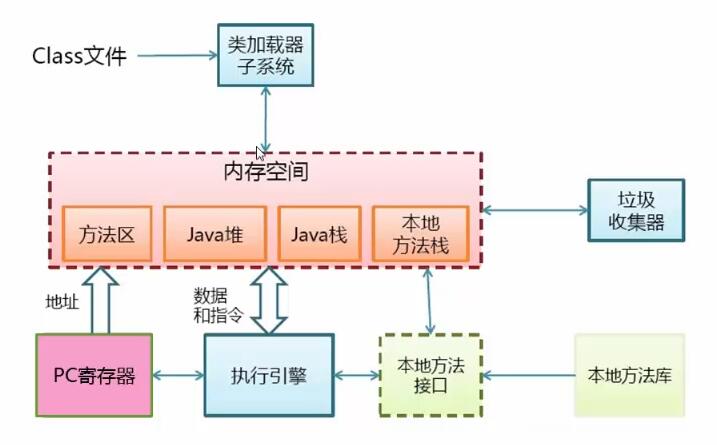 Class文件
类加载器
子系统
内存空间
方法区
Java堆
Java栈
本地
方法栈
垃圾
收集器
地址
数据
和指令
PC寄存器
执行引擎
本地方法
接口
本地方法库